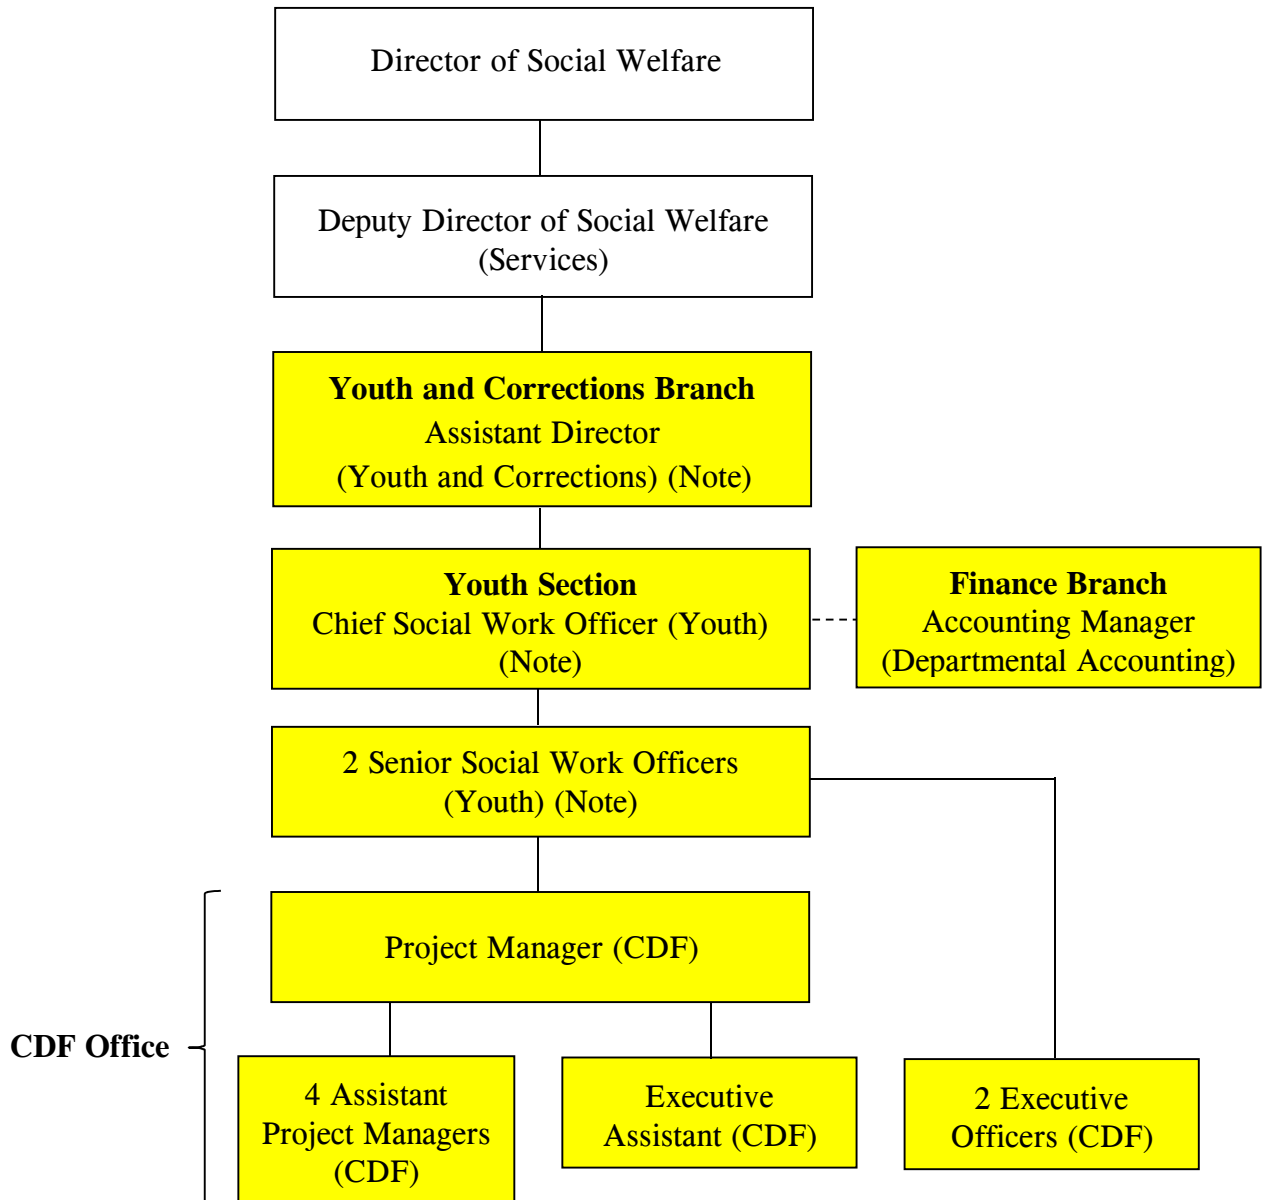 Director of Social Welfare
Deputy Director of Social Welfare
(Services)
Youth and Corrections Branch
Assistant Director
(Youth and Corrections) (Note)
Youth Section
Chief Social Work Officer (Youth)
(Note)
Finance Branch
Accounting Manager
(Departmental Accounting)
2 Senior Social Work Officers
(Youth) (Note)
Project Manager (CDF)
CDF Office
4 Assistant
Project Managers
(CDF)
Executive
Assistant (CDF)
2 Executive
Officers (CDF)